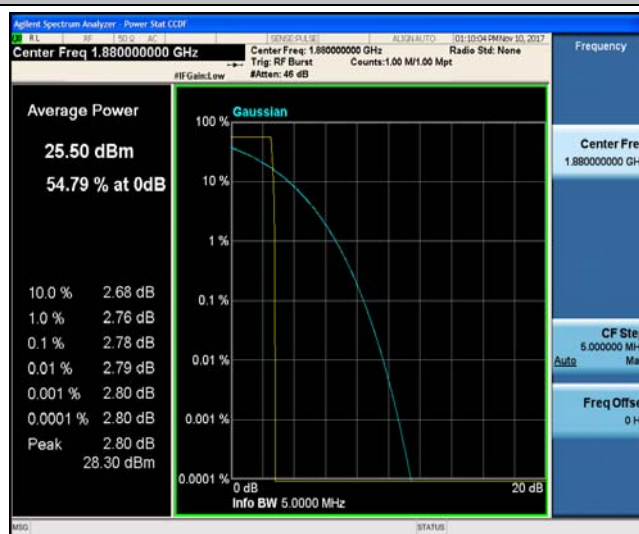 Agilent Spectrum Analyzer - Power Stat CCDF
RL RF 50 Ω AC SENSE:PULSE ALIGN AUTO 01:10:04 PM Nov 10, 2017
Center Freq 1.880000000 GHz
Center Freq: 1.880000000 GHz Radio Std: None
Trig: RF Burst Counts:1.00 M/1.00 Mpt
#IFGain:Low #Atten: 46 dB
Frequency
Average Power
25.50 dBm
54.79 % at 0dB
10.0 % 2.68 dB
1.0 % 2.76 dB
0.1 % 2.78 dB
0.01 % 2.79 dB
0.001 % 2.80 dB
0.0001 % 2.80 dB
Peak 2.80 dB
28.30 dBm
Gaussian
100 %
10 %
1 %
0.1 %
0.01 %
0.001 %
0.0001 %
0 dB 20 dB
Info BW 5.0000 MHz
Center Fre
1.880000000 GH
CF Ste
5.000000 MH
Auto Ma
Freq Offse
0 H
MSG STATUS